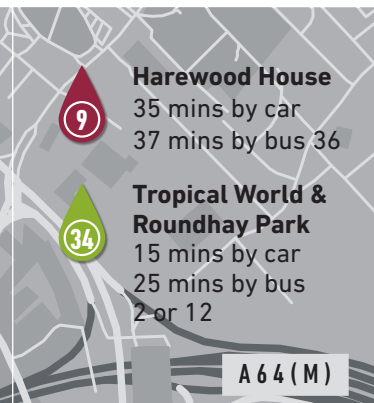 9
Harewood House
35 mins by car
37 mins by bus 36
34
Tropical World &
Roundhay Park
15 mins by car
25 mins by bus
2 or 12
A64(M)